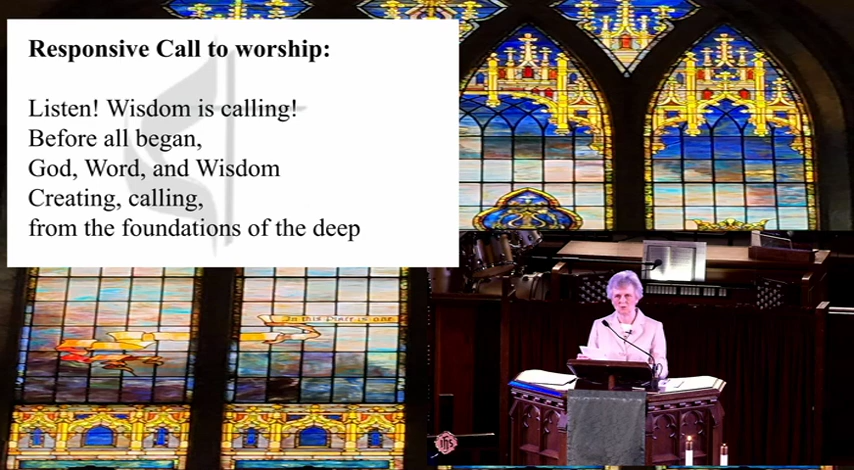 Responsive Call to worship:
Listen! Wisdom is calling!
Before all began,
God, Word, and Wisdom
Creating, calling,
from the foundations of the deep
In this place is one
IHS